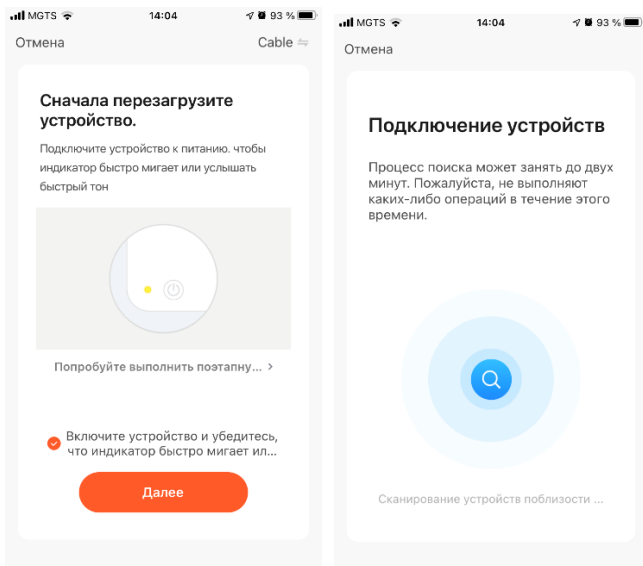 MGTS 14:04 93 %
Отмена Cable
Сначала перезагрузите
устройство.
Подключите устройство к питанию. чтобы
индикатор быстро мигает или услышать
быстрый тон
Попробуйте выполнить поэтапну... >
Включите устройство и убедитесь,
что индикатор быстро мигает ил...
Далее
MGTS 14:04 93 %
Отмена
Подключение устройств
Процесс поиска может занять до двух
минут. Пожалуйста, не выполняют
каких-либо операций в течение этого
времени.
Сканирование устройств поблизости ...